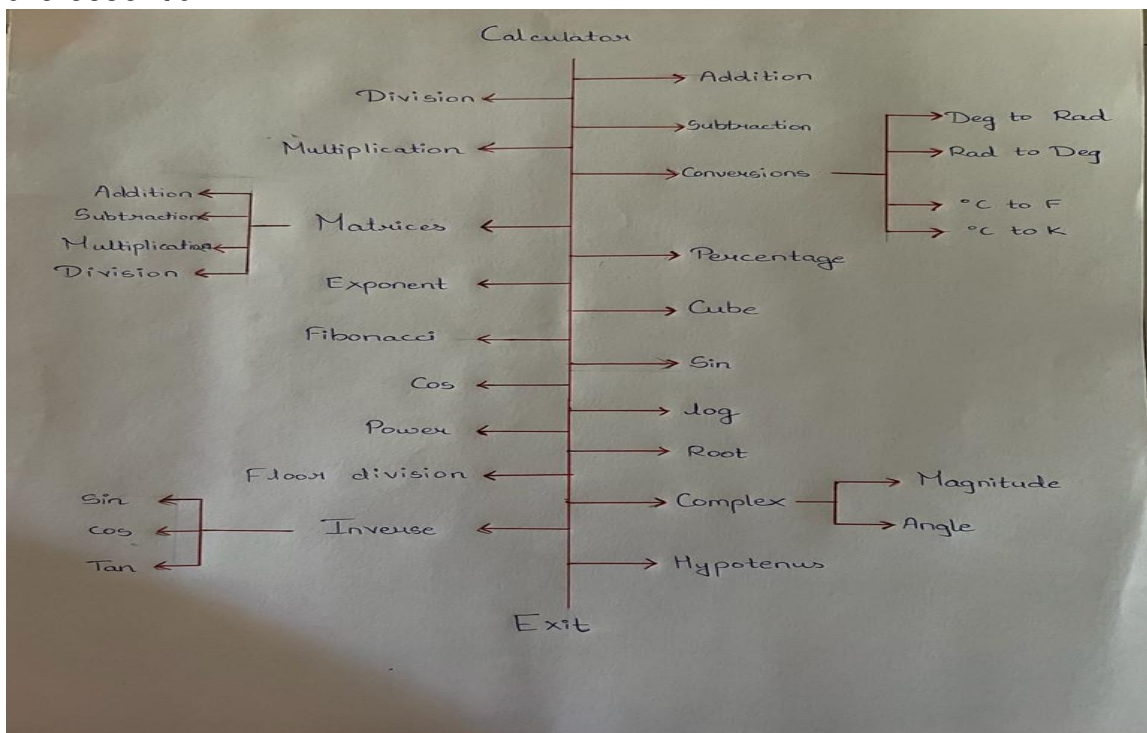 Calculator
Addition
Division
Subtraction
Deg to Rad
Multiplication
Rad to Deg
Conversions
Addition
°C to F
Subtraction
Matrices
°C to K
Multiplication
Percentage
Division
Exponent
Cube
Fibonacci
Sin
Cos
log
Power
Root
Floor division
Magnitude
Sin
Complex
Cos
Inverse
Angle
Tan
Hypotenus
Exit